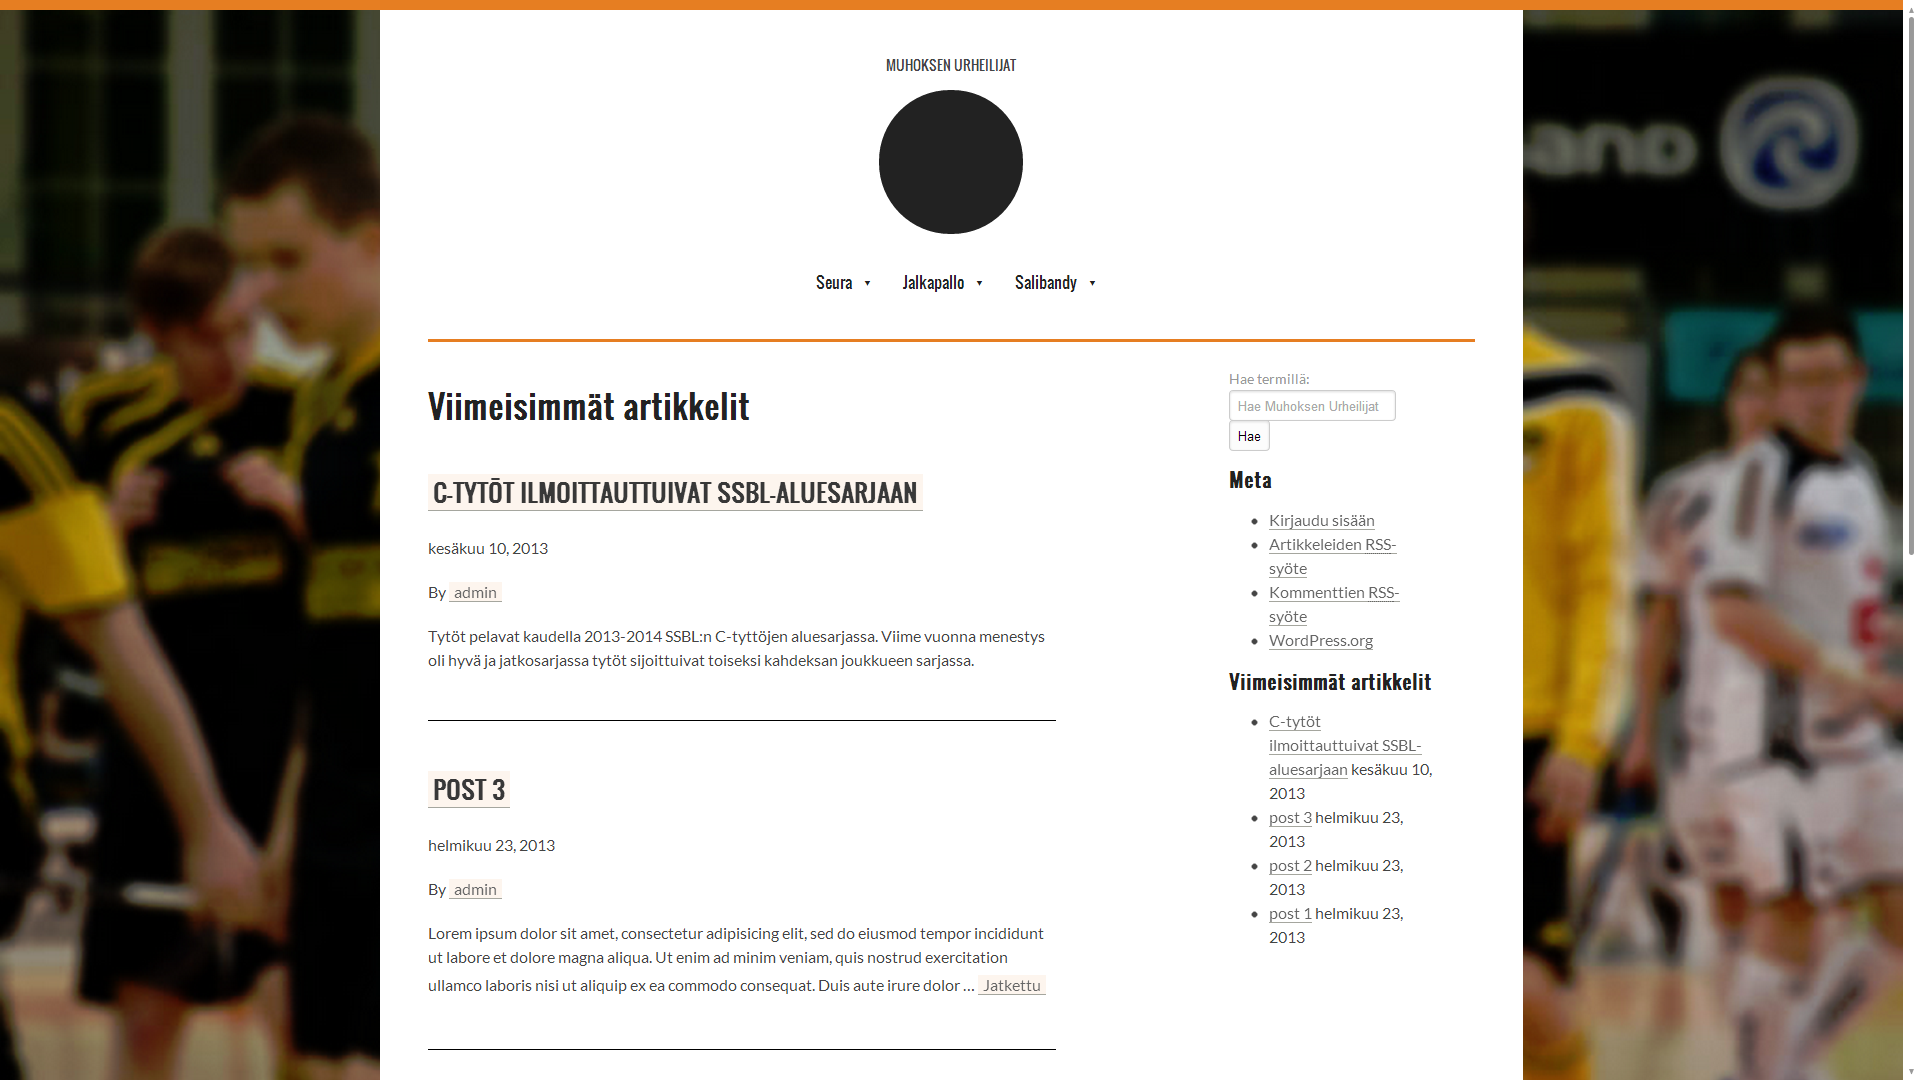 MUHOKSEN URHEILIJAT
Seura
Jalkapallo
Salibandy
Viimeisimmät artikkelit
C-TYTÖT ILMOITTAUTTUIVAT SSBL-ALUESARJAAN
kesäkuu 10, 2013
By admin
Tytöt pelavat kaudella 2013-2014 SSBL:n C-tyttöjen aluesarjassa. Viime vuonna menestys
oli hyvä ja jatkosarjassa tytöt sijoittuivat toiseksi kahdeksan joukkueen sarjassa.
POST 3
helmikuu 23, 2013
By admin
Lorem ipsum dolor sit amet, consectetur adipisicing elit, sed do eiusmod tempor incididunt
ut labore et dolore magna aliqua. Ut enim ad minim veniam, quis nostrud exercitation
ullamco laboris nisi ut aliquip ex ea commodo consequat. Duis aute irure dolor … Jatkettu
Hae termillä:
Hae Muhoksen Urheilijat
Hae
Meta
Kirjaudu sisään
Artikkeleiden RSS-
syöte
Kommenttien RSS-
syöte
WordPress.org
Viimeisimmät artikkelit
C-tytöt
ilmoittauttuivat SSBL-
aluesarjaan kesäkuu 10,
2013
post 3 helmikuu 23,
2013
post 2 helmikuu 23,
2013
post 1 helmikuu 23,
2013